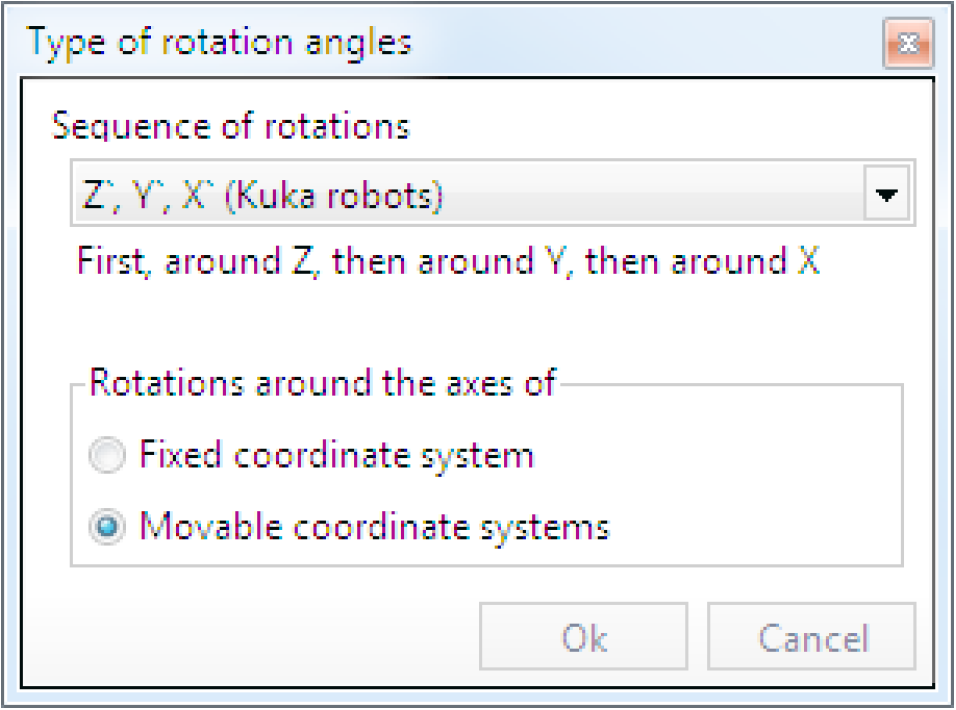 Type of rotation angles
Sequence of rotations
Z`, Y`, X` (Kuka robots)
First, around Z, then around Y, then around X
Rotations around the axes of
Fixed coordinate system
Movable coordinate systems
Ok Cancel